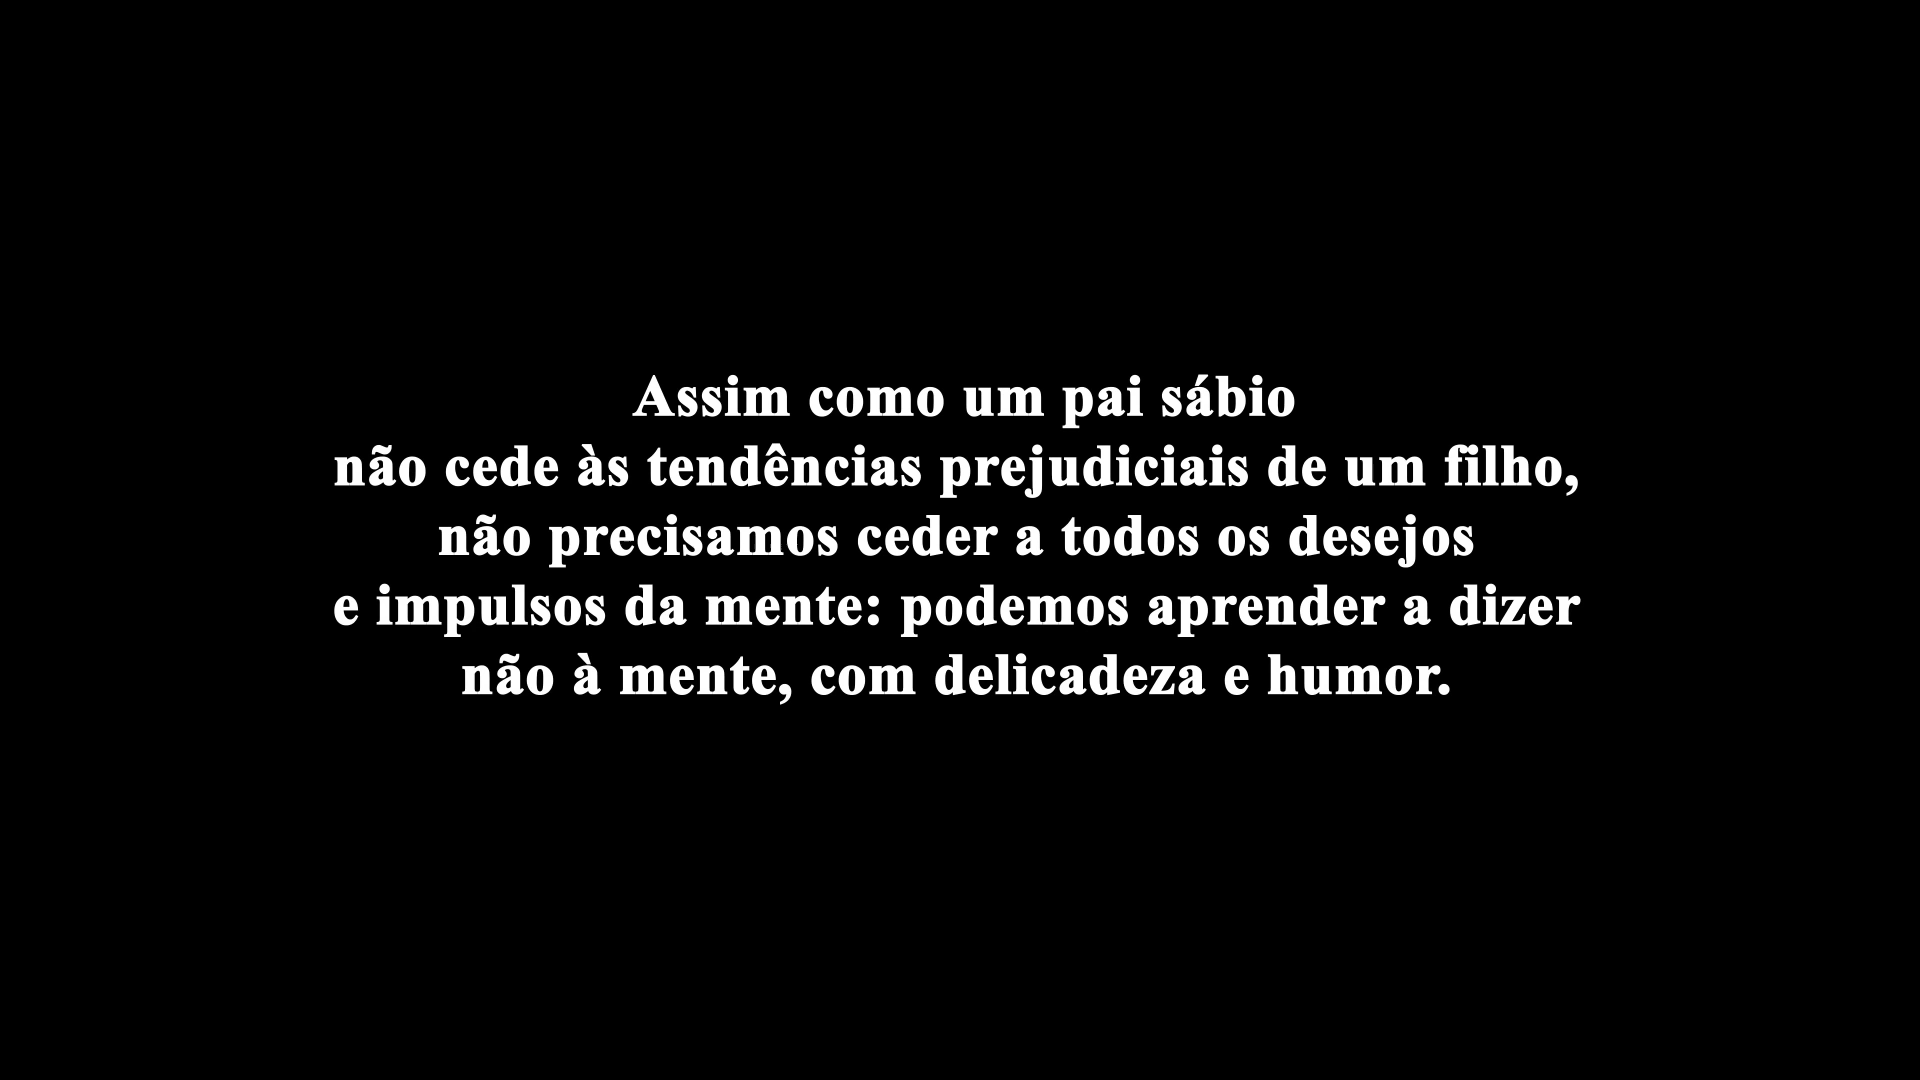 Assim como um pai sábio
não cede às tendências prejudiciais de um filho,
não precisamos ceder a todos os desejos
e impulsos da mente: podemos aprender a dizer
não à mente, com delicadeza e humor.